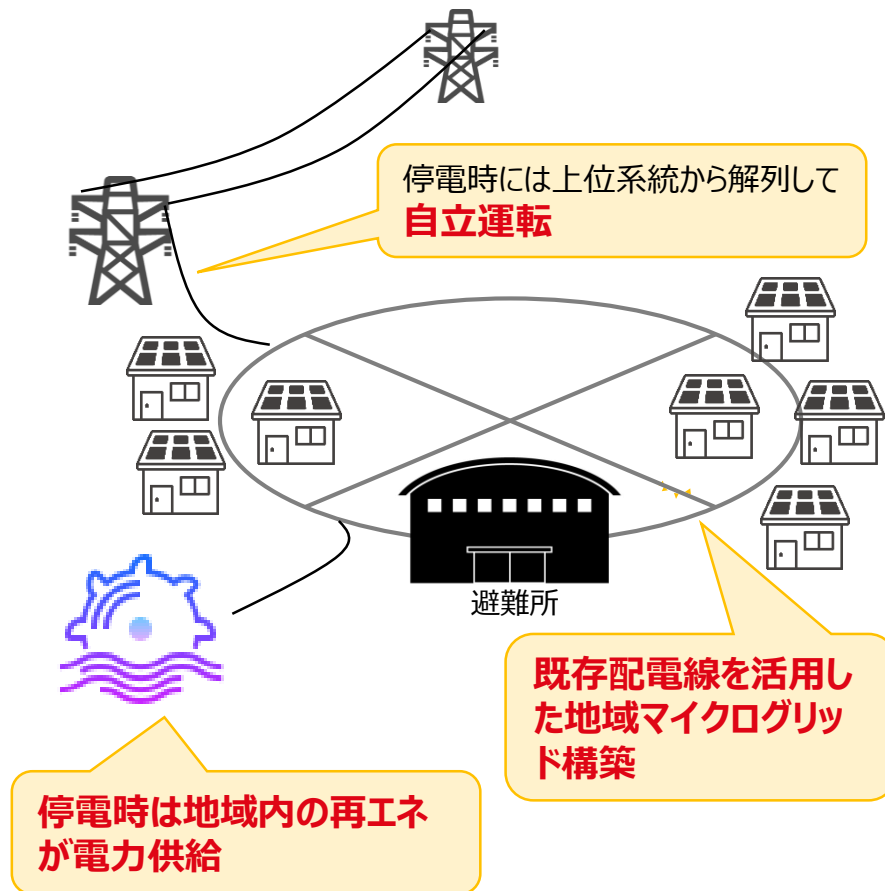 停電時には上位系統から解列して
自立運転
避難所
既存配電線を活用し
た地域マイクログリッ
ド構築
停電時は地域内の再エネ
が電力供給